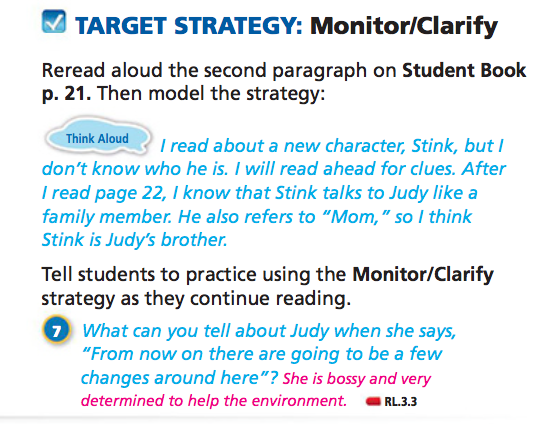 TARGET STRATEGY: Monitor/Clarify
Reread aloud the second paragraph on Student Book
p. 21. Then model the strategy:
Think Aloud I read about a new character, Stink, but I
don't know who he is. I will read ahead for clues. After
I read page 22, I know that Stink talks to Judy like a
family member. He also refers to “Mom,” so I think
Stink is Judy's brother.
Tell students to practice using the Monitor/Clarify
strategy as they continue reading.
7 What can you tell about Judy when she says,
“From now on there are going to be a few
changes around here”? She is bossy and very
determined to help the environment. RL.3.3